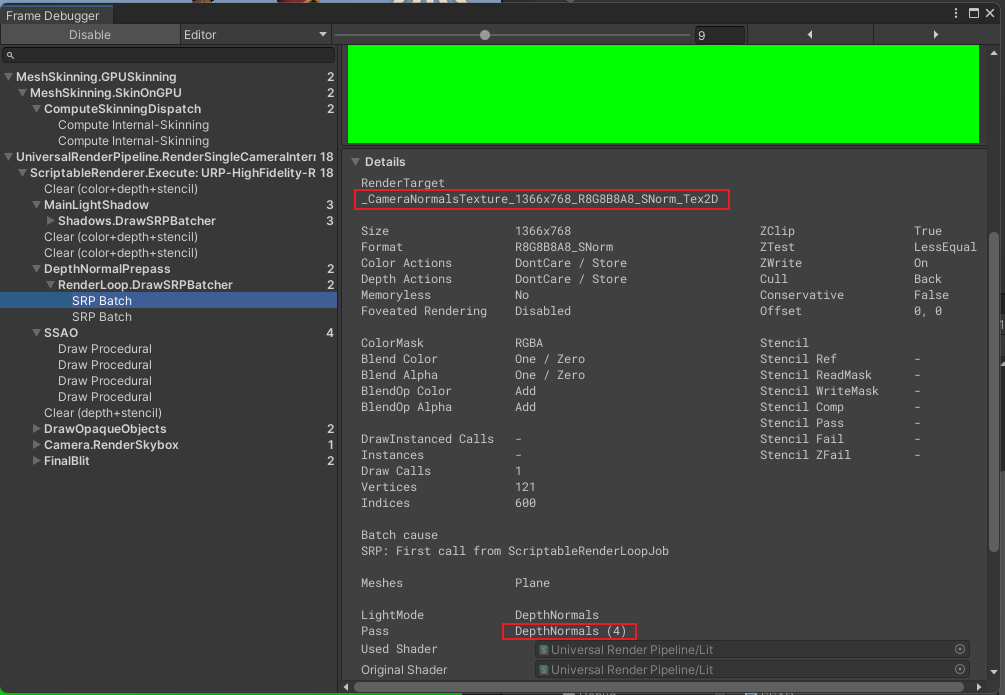 Frame Debugger
Disable
Editor
9
MeshSkinning.GPUSkinning 2
MeshSkinning.SkinOnGPU 2
ComputeSkinningDispatch 2
Compute Internal-Skinning
Compute Internal-Skinning
UniversalRenderPipeline.RenderSingleCameraInterr 18
ScriptableRenderer.Execute: URP-HighFidelity-R 18
Clear (color+depth+stencil)
MainLightShadow 3
Shadows.DrawSRPBatcher 3
Clear (color+depth+stencil)
Clear (color+depth+stencil)
DepthNormalPrepass 2
RenderLoop.DrawSRPBatcher 2
SRP Batch
SRP Batch
SSAO 4
Draw Procedural
Draw Procedural
Draw Procedural
Draw Procedural
Clear (depth+stencil)
DrawOpaqueObjects 2
Camera.RenderSkybox 1
FinalBlit 2
Details
RenderTarget
_CameraNormalsTexture_1366x768_R8G8B8A8_SNorm_Tex2D
Size 1366x768 ZClip True
Format R8G8B8A8_SNorm ZTest LessEqual
Color Actions DontCare / Store ZWrite On
Depth Actions DontCare / Store Cull Back
Memoryless No Conservative False
Foveated Rendering Disabled Offset 0, 0
ColorMask RGBA Stencil
Blend Color One / Zero Stencil Ref -
Blend Alpha One / Zero Stencil ReadMask -
BlendOp Color Add Stencil WriteMask -
BlendOp Alpha Add Stencil Comp -
Stencil Pass -
DrawInstanced Calls - Stencil Fail -
Instances - Stencil ZFail -
Draw Calls 1
Vertices 121
Indices 600
Batch cause
SRP: First call from ScriptableRenderLoopJob
Meshes Plane
LightMode DepthNormals
Pass DepthNormals (4)
Used Shader Universal Render Pipeline/Lit
Original Shader Universal Render Pipeline/Lit